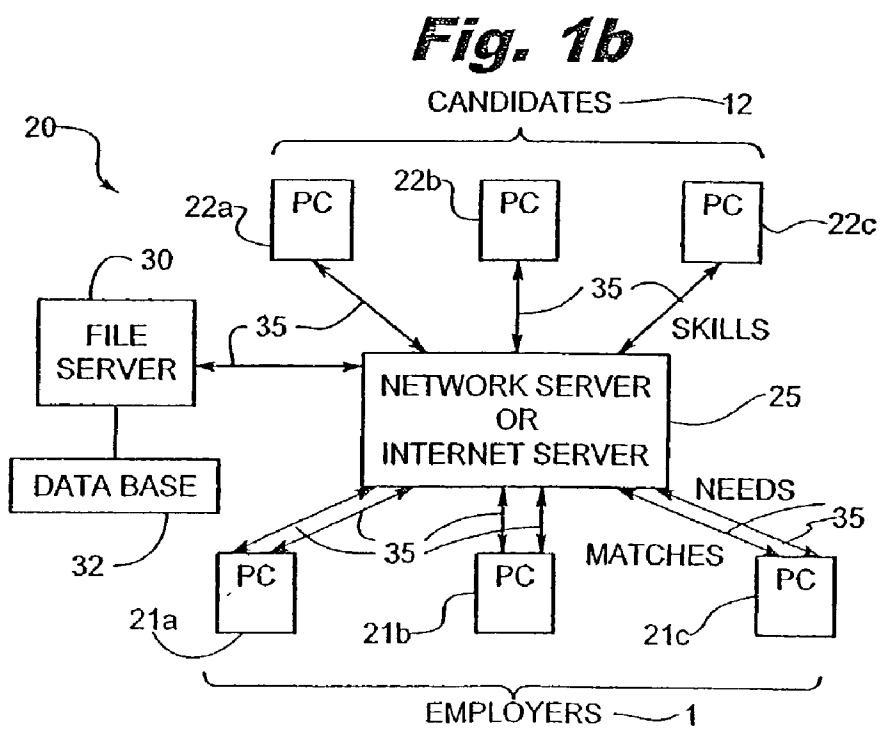 Fig. 1b
CANDIDATES 12
20
PC
PC
PC
22a
22b
22c
30
35
35
SKILLS
FILE
SERVER
35
NETWORK SERVER
OR
INTERNET SERVER
25
DATA BASE
32
NEEDS
35
35
MATCHES
PC
PC
PC
21a
21b
21c
EMPLOYERS 1